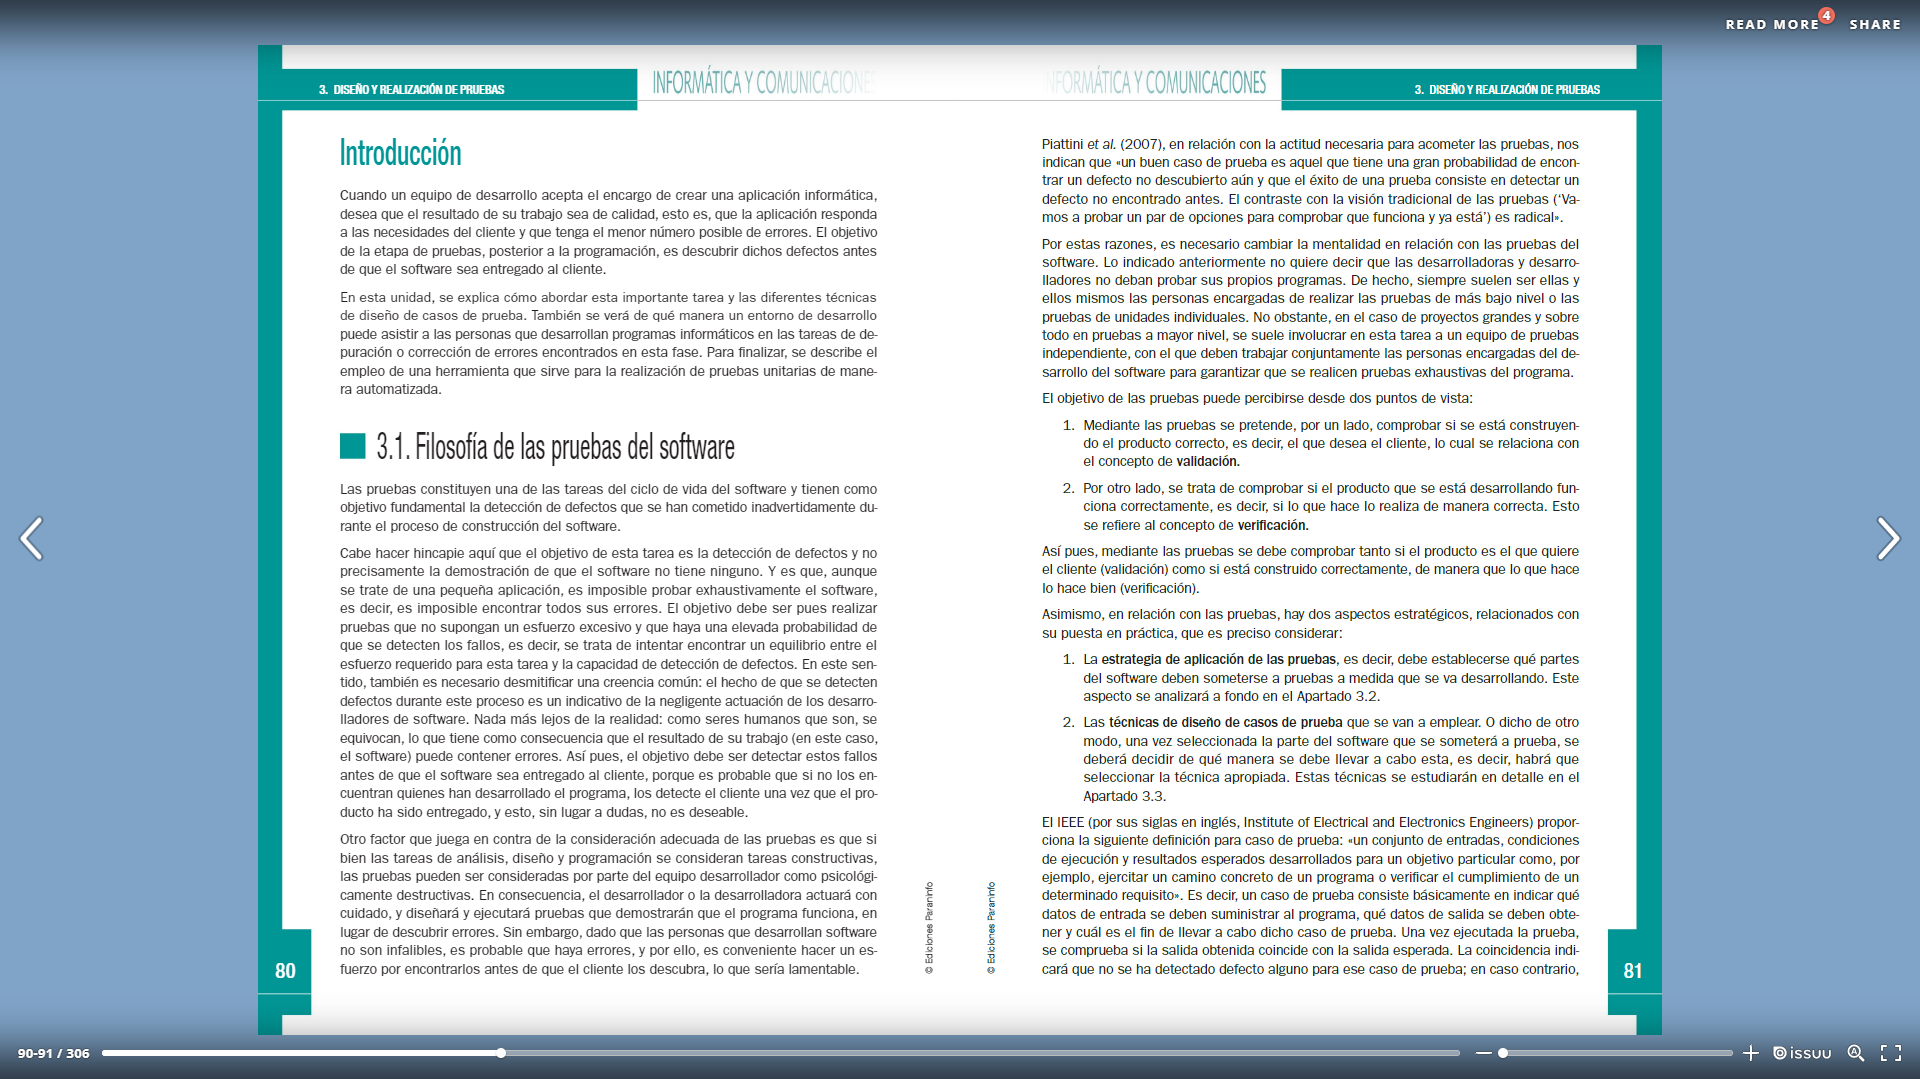 READ MORE
4
SHARE
3. DISEÑO Y REALIZACIÓN DE PRUEBAS
INFORMÁTICA Y COMUNICACIONES
Introducción
Cuando un equipo de desarrollo acepta el encargo de crear una aplicación informática,
desea que el resultado de su trabajo sea de calidad, esto es, que la aplicación responda
a las necesidades del cliente y que tenga el menor número posible de errores. El objetivo
de la etapa de pruebas, posterior a la programación, es descubrir dichos defectos antes
de que el software sea entregado al cliente.
En esta unidad, se explica cómo abordar esta importante tarea y las diferentes técnicas
de diseño de casos de prueba. También se verá de qué manera un entorno de desarrollo
puede asistir a las personas que desarrollan programas informáticos en las tareas de de-
puración o corrección de errores encontrados en esta fase. Para finalizar, se describe el
empleo de una herramienta que sirve para la realización de pruebas unitarias de mane-
ra automatizada.
3.1. Filosofía de las pruebas del software
Las pruebas constituyen una de las tareas del ciclo de vida del software y tienen como
objetivo fundamental la detección de defectos que se han cometido inadvertidamente du-
rante el proceso de construcción del software.
Cabe hacer hincapie aquí que el objetivo de esta tarea es la detección de defectos y no
precisamente la demostración de que el software no tiene ninguno. Y es que, aunque
se trate de una pequeña aplicación, es imposible probar exhaustivamente el software,
es decir, es imposible encontrar todos sus errores. El objetivo debe ser pues realizar
pruebas que no supongan un esfuerzo excesivo y que haya una elevada probabilidad de
que se detecten los fallos, es decir, se trata de intentar encontrar un equilibrio entre el
esfuerzo requerido para esta tarea y la capacidad de detección de defectos. En este sen-
tido, también es necesario desmitificar una creencia común: el hecho de que se detecten
defectos durante este proceso es un indicativo de la negligente actuación de los desarro-
lladores de software. Nada más lejos de la realidad: como seres humanos que son, se
equivocan, lo que tiene como consecuencia que el resultado de su trabajo (en este caso,
el software) puede contener errores. Así pues, el objetivo debe ser detectar estos fallos
antes de que el software sea entregado al cliente, porque es probable que si no los en-
cuentran quienes han desarrollado el programa, los detecte el cliente una vez que el pro-
ducto ha sido entregado, y esto, sin lugar a dudas, no es deseable.
Otro factor que juega en contra de la consideración adecuada de las pruebas es que si
bien las tareas de análisis, diseño y programación se consideran tareas constructivas,
las pruebas pueden ser consideradas por parte del equipo desarrollador como psicológi-
camente destructivas. En consecuencia, el desarrollador o la desarrolladora actuará con
cuidado, y diseñará y ejecutará pruebas que demostrarán que el programa funciona, en
lugar de descubrir errores. Sin embargo, dado que las personas que desarrollan software
no son infalibles, es probable que haya errores, y por ello, es conveniente hacer un es-
fuerzo por encontrarlos antes de que el cliente los descubra, lo que sería lamentable.
© Ediciones Paraninfo
80
INFORMÁTICA Y COMUNICACIONES
3. DISEÑO Y REALIZACIÓN DE PRUEBAS
Piattini et al. (2007), en relación con la actitud necesaria para acometer las pruebas, nos
indican que «un buen caso de prueba es aquel que tiene una gran probabilidad de encon-
trar un defecto no descubierto aún y que el éxito de una prueba consiste en detectar un
defecto no encontrado antes. El contraste con la visión tradicional de las pruebas (‘Va-
mos a probar un par de opciones para comprobar que funciona y ya está’) es radical».
Por estas razones, es necesario cambiar la mentalidad en relación con las pruebas del
software. Lo indicado anteriormente no quiere decir que las desarrolladoras y desarro-
lladores no deban probar sus propios programas. De hecho, siempre suelen ser ellas y
ellos mismos las personas encargadas de realizar las pruebas de más bajo nivel o las
pruebas de unidades individuales. No obstante, en el caso de proyectos grandes y sobre
todo en pruebas a mayor nivel, se suele involucrar en esta tarea a un equipo de pruebas
independiente, con el que deben trabajar conjuntamente las personas encargadas del de-
sarrollo del software para garantizar que se realicen pruebas exhaustivas del programa.
El objetivo de las pruebas puede percibirse desde dos puntos de vista:
1. Mediante las pruebas se pretende, por un lado, comprobar si se está construyen-
do el producto correcto, es decir, el que desea el cliente, lo cual se relaciona con
el concepto de validación.
2. Por otro lado, se trata de comprobar si el producto que se está desarrollando fun-
ciona correctamente, es decir, si lo que hace lo realiza de manera correcta. Esto
se refiere al concepto de verificación.
Así pues, mediante las pruebas se debe comprobar tanto si el producto es el que quiere
el cliente (validación) como si está construido correctamente, de manera que lo que hace
lo hace bien (verificación).
Asimismo, en relación con las pruebas, hay dos aspectos estratégicos, relacionados con
su puesta en práctica, que es preciso considerar:
1. La estrategia de aplicación de las pruebas, es decir, debe establecerse qué partes
del software deben someterse a pruebas a medida que se va desarrollando. Este
aspecto se analizará a fondo en el Apartado 3.2.
2. Las técnicas de diseño de casos de prueba que se van a emplear. O dicho de otro
modo, una vez seleccionada la parte del software que se someterá a prueba, se
deberá decidir de qué manera se debe llevar a cabo esta, es decir, habrá que
seleccionar la técnica apropiada. Estas técnicas se estudiarán en detalle en el
Apartado 3.3.
El IEEE (por sus siglas en inglés, Institute of Electrical and Electronics Engineers) propor-
ciona la siguiente definición para caso de prueba: «un conjunto de entradas, condiciones
de ejecución y resultados esperados desarrollados para un objetivo particular como, por
ejemplo, ejercitar un camino concreto de un programa o verificar el cumplimiento de un
determinado requisito». Es decir, un caso de prueba consiste básicamente en indicar qué
datos de entrada se deben suministrar al programa, qué datos de salida se deben obte-
ner y cuál es el fin de llevar a cabo dicho caso de prueba. Una vez ejecutada la prueba,
se comprueba si la salida obtenida coincide con la salida esperada. La coincidencia indi-
cará que no se ha detectado defecto alguno para ese caso de prueba; en caso contrario,
© Ediciones Paraninfo
81
90-91 / 306
issuu